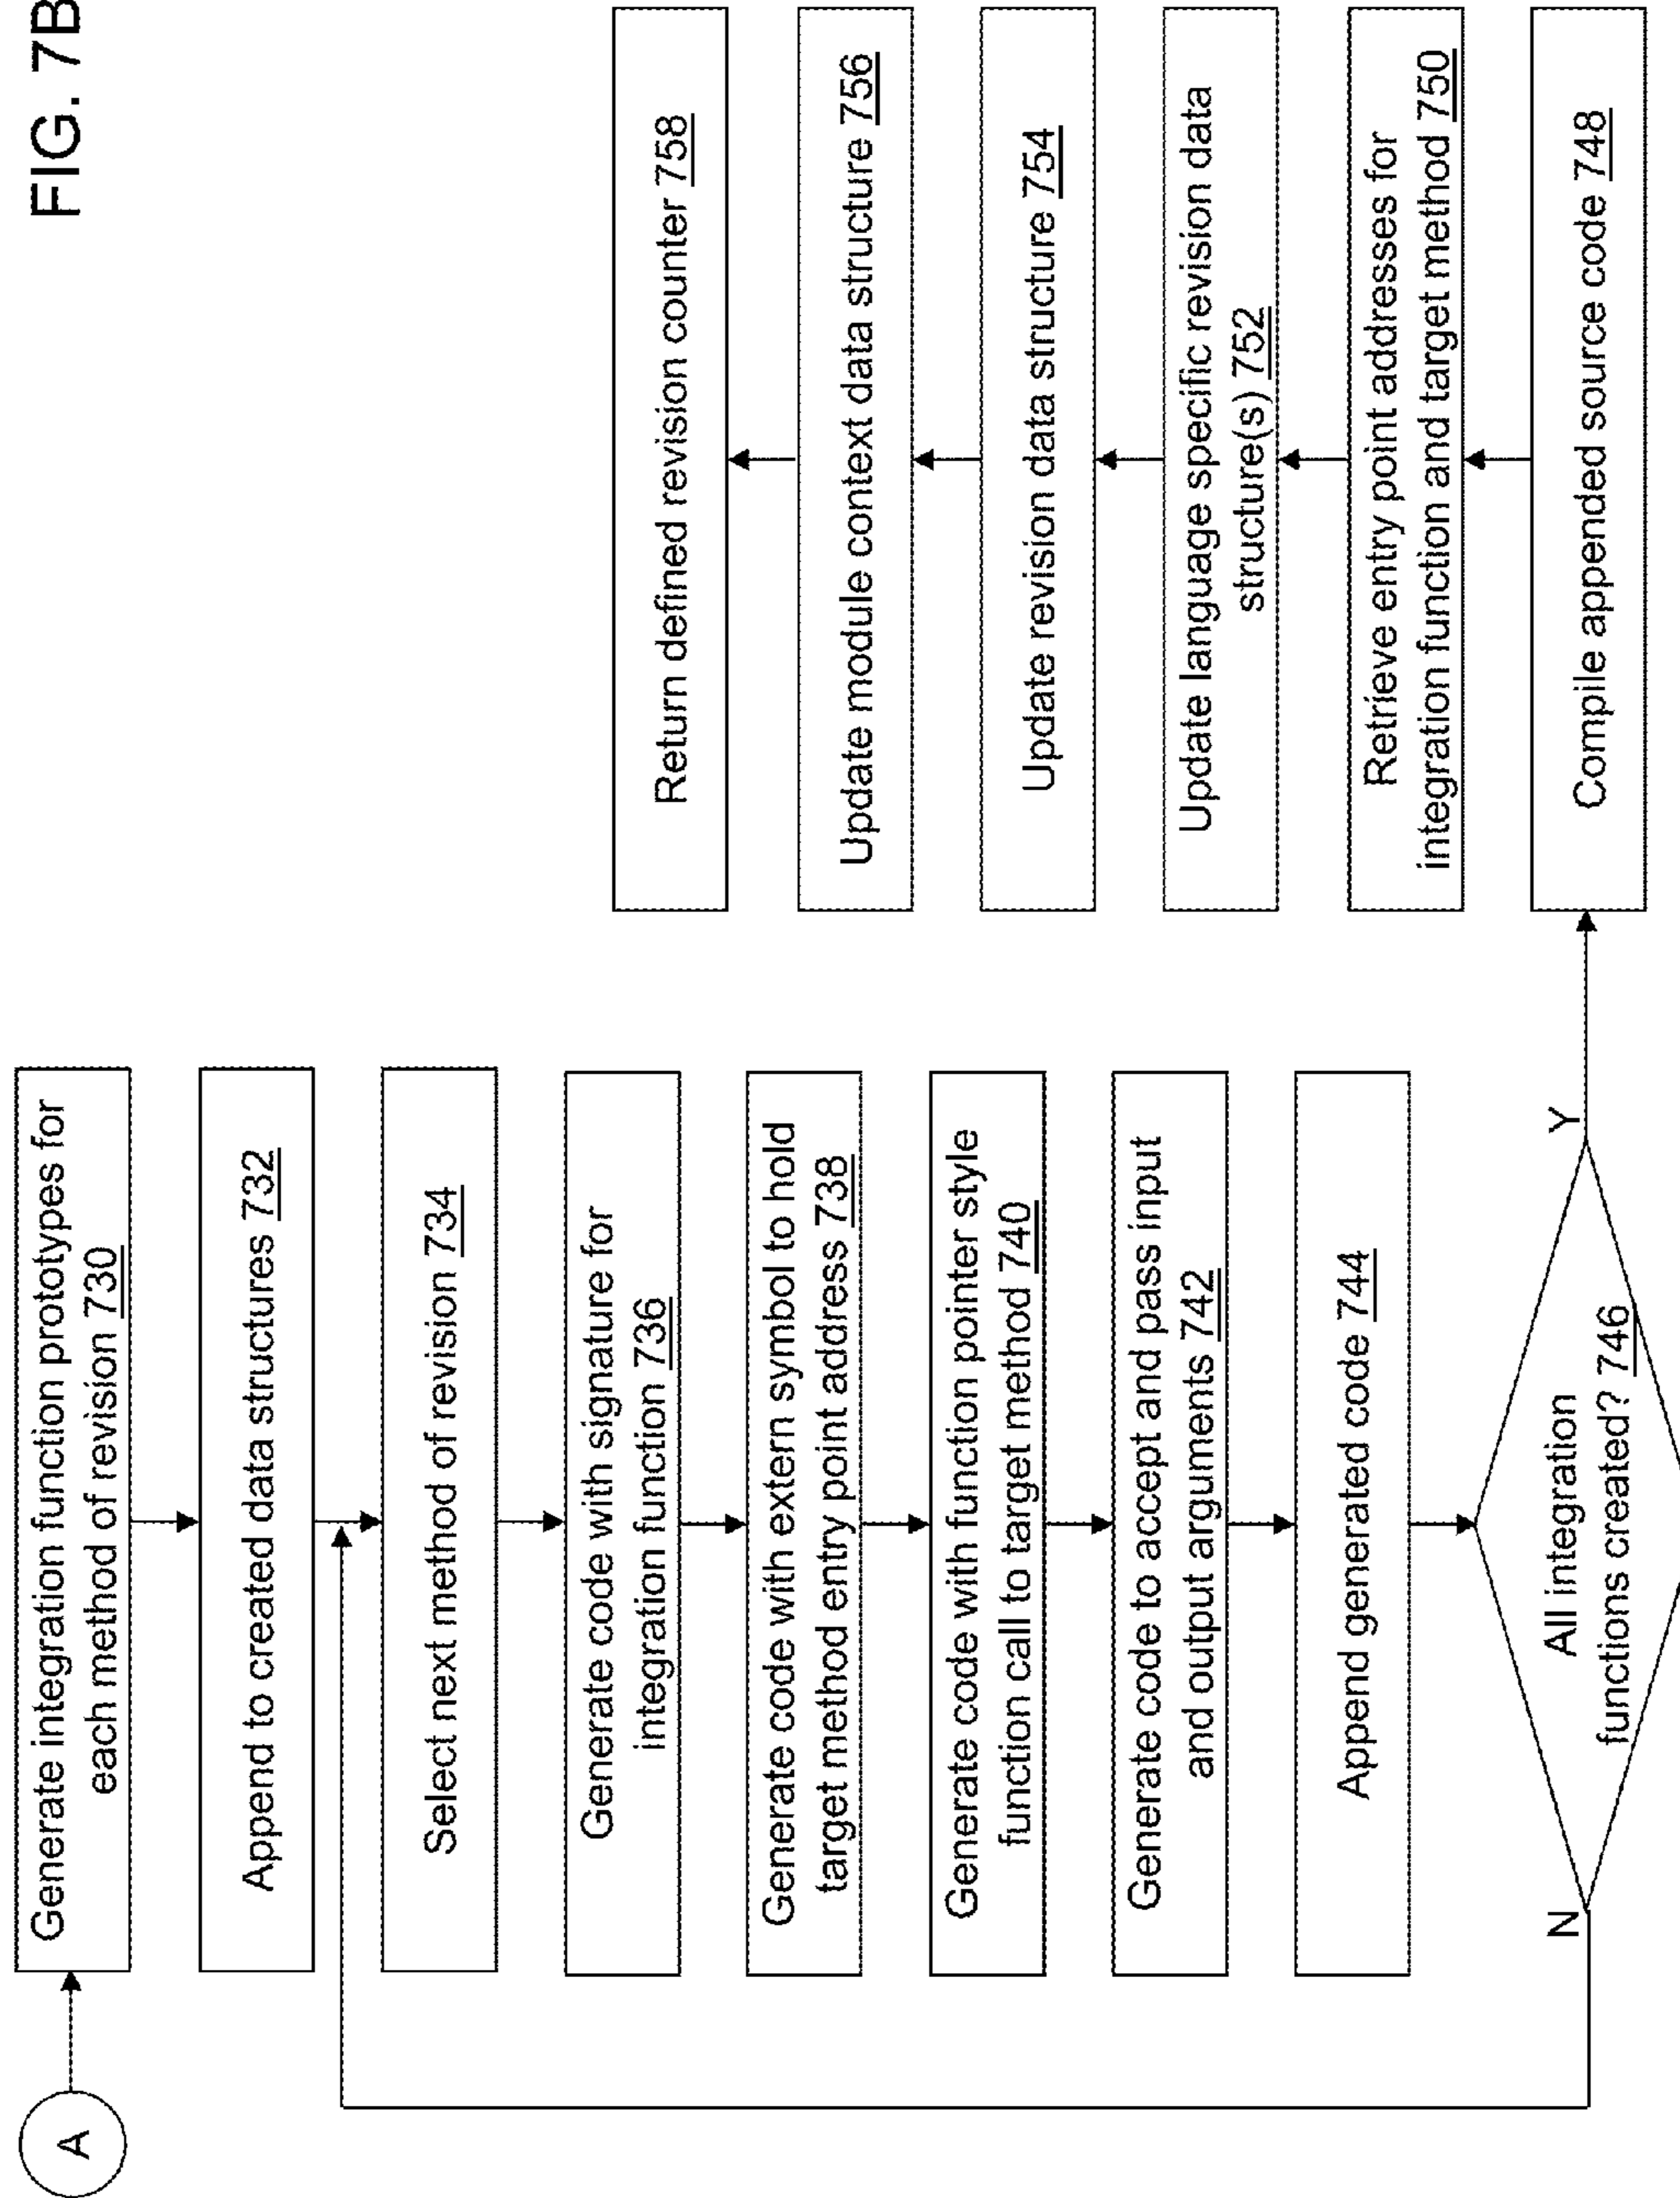 FIG. 7B
A
Generate integration function prototypes for
each method of revision 730
Append to created data structures 732
Select next method of revision 734
Generate code with signature for
integration function 736
Generate code with extern symbol to hold
target method entry point address 738
Generate code with function pointer style
function call to target method 740
Generate code to accept and pass input
and output arguments 742
Append generated code 744
All integration
functions created? 746
N
Y
Compile appended source code 748
Retrieve entry point addresses for
integration function and target method 750
Update language specific revision data
structure(s) 752
Update revision data structure 754
Update module context data structure 756
Return defined revision counter 758